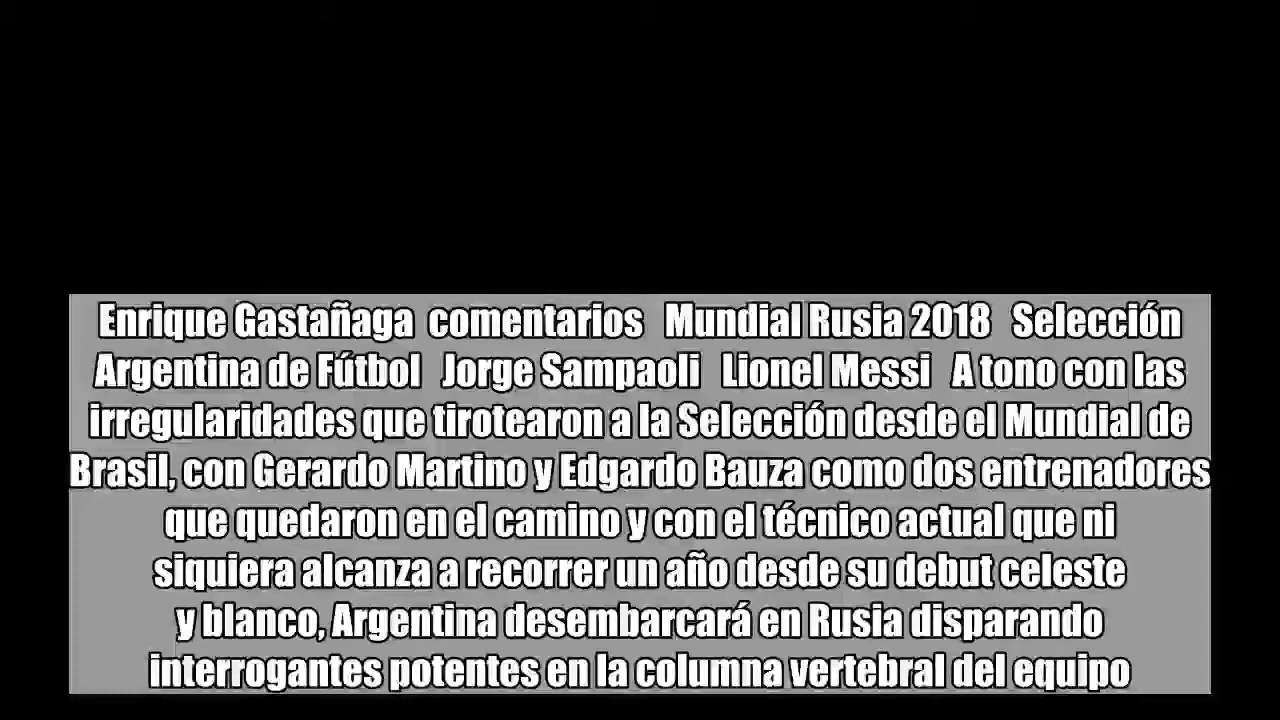 Enrique Gastañaga comentarios Mundial Rusia 2018 Selección
Argentina de Fútbol Jorge Sampaoli Lionel Messi A tono con las
irregularidades que tirotearon a la Selección desde el Mundial de
Brasil, con Gerardo Martino y Edgardo Bauza como dos entrenadores
que quedaron en el camino y con el técnico actual que ni
siquiera alcanza a recorrer un año desde su debut celeste
y blanco, Argentina desembarcará en Rusia disparando
interrogantes potentes en la columna vertebral del equipo